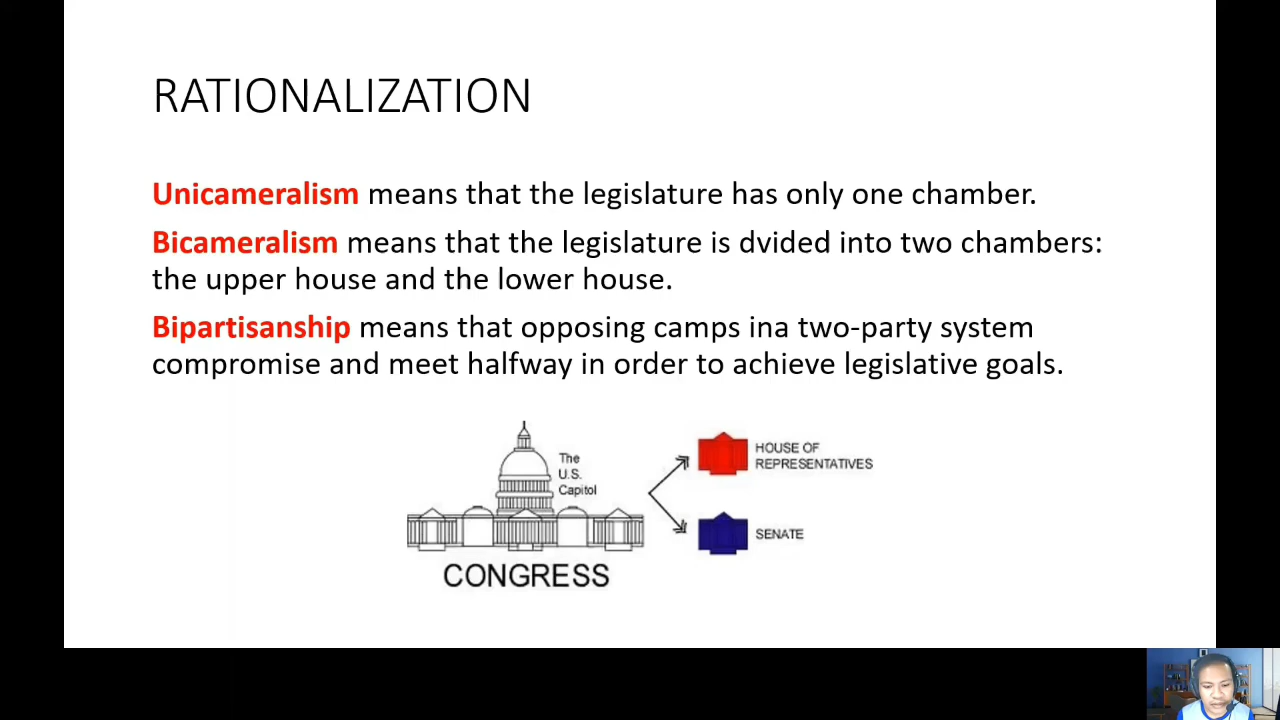 RATIONALIZATION
Unicameralism means that the legislature has only one chamber.
Bicameralism means that the legislature is dvided into two chambers:
the upper house and the lower house.
Bipartisanship means that opposing camps ina two-party system
compromise and meet halfway in order to achieve legislative goals.
The
U.S.
Capitol
CONGRESS
HOUSE OF
REPRESENTATIVES
SENATE